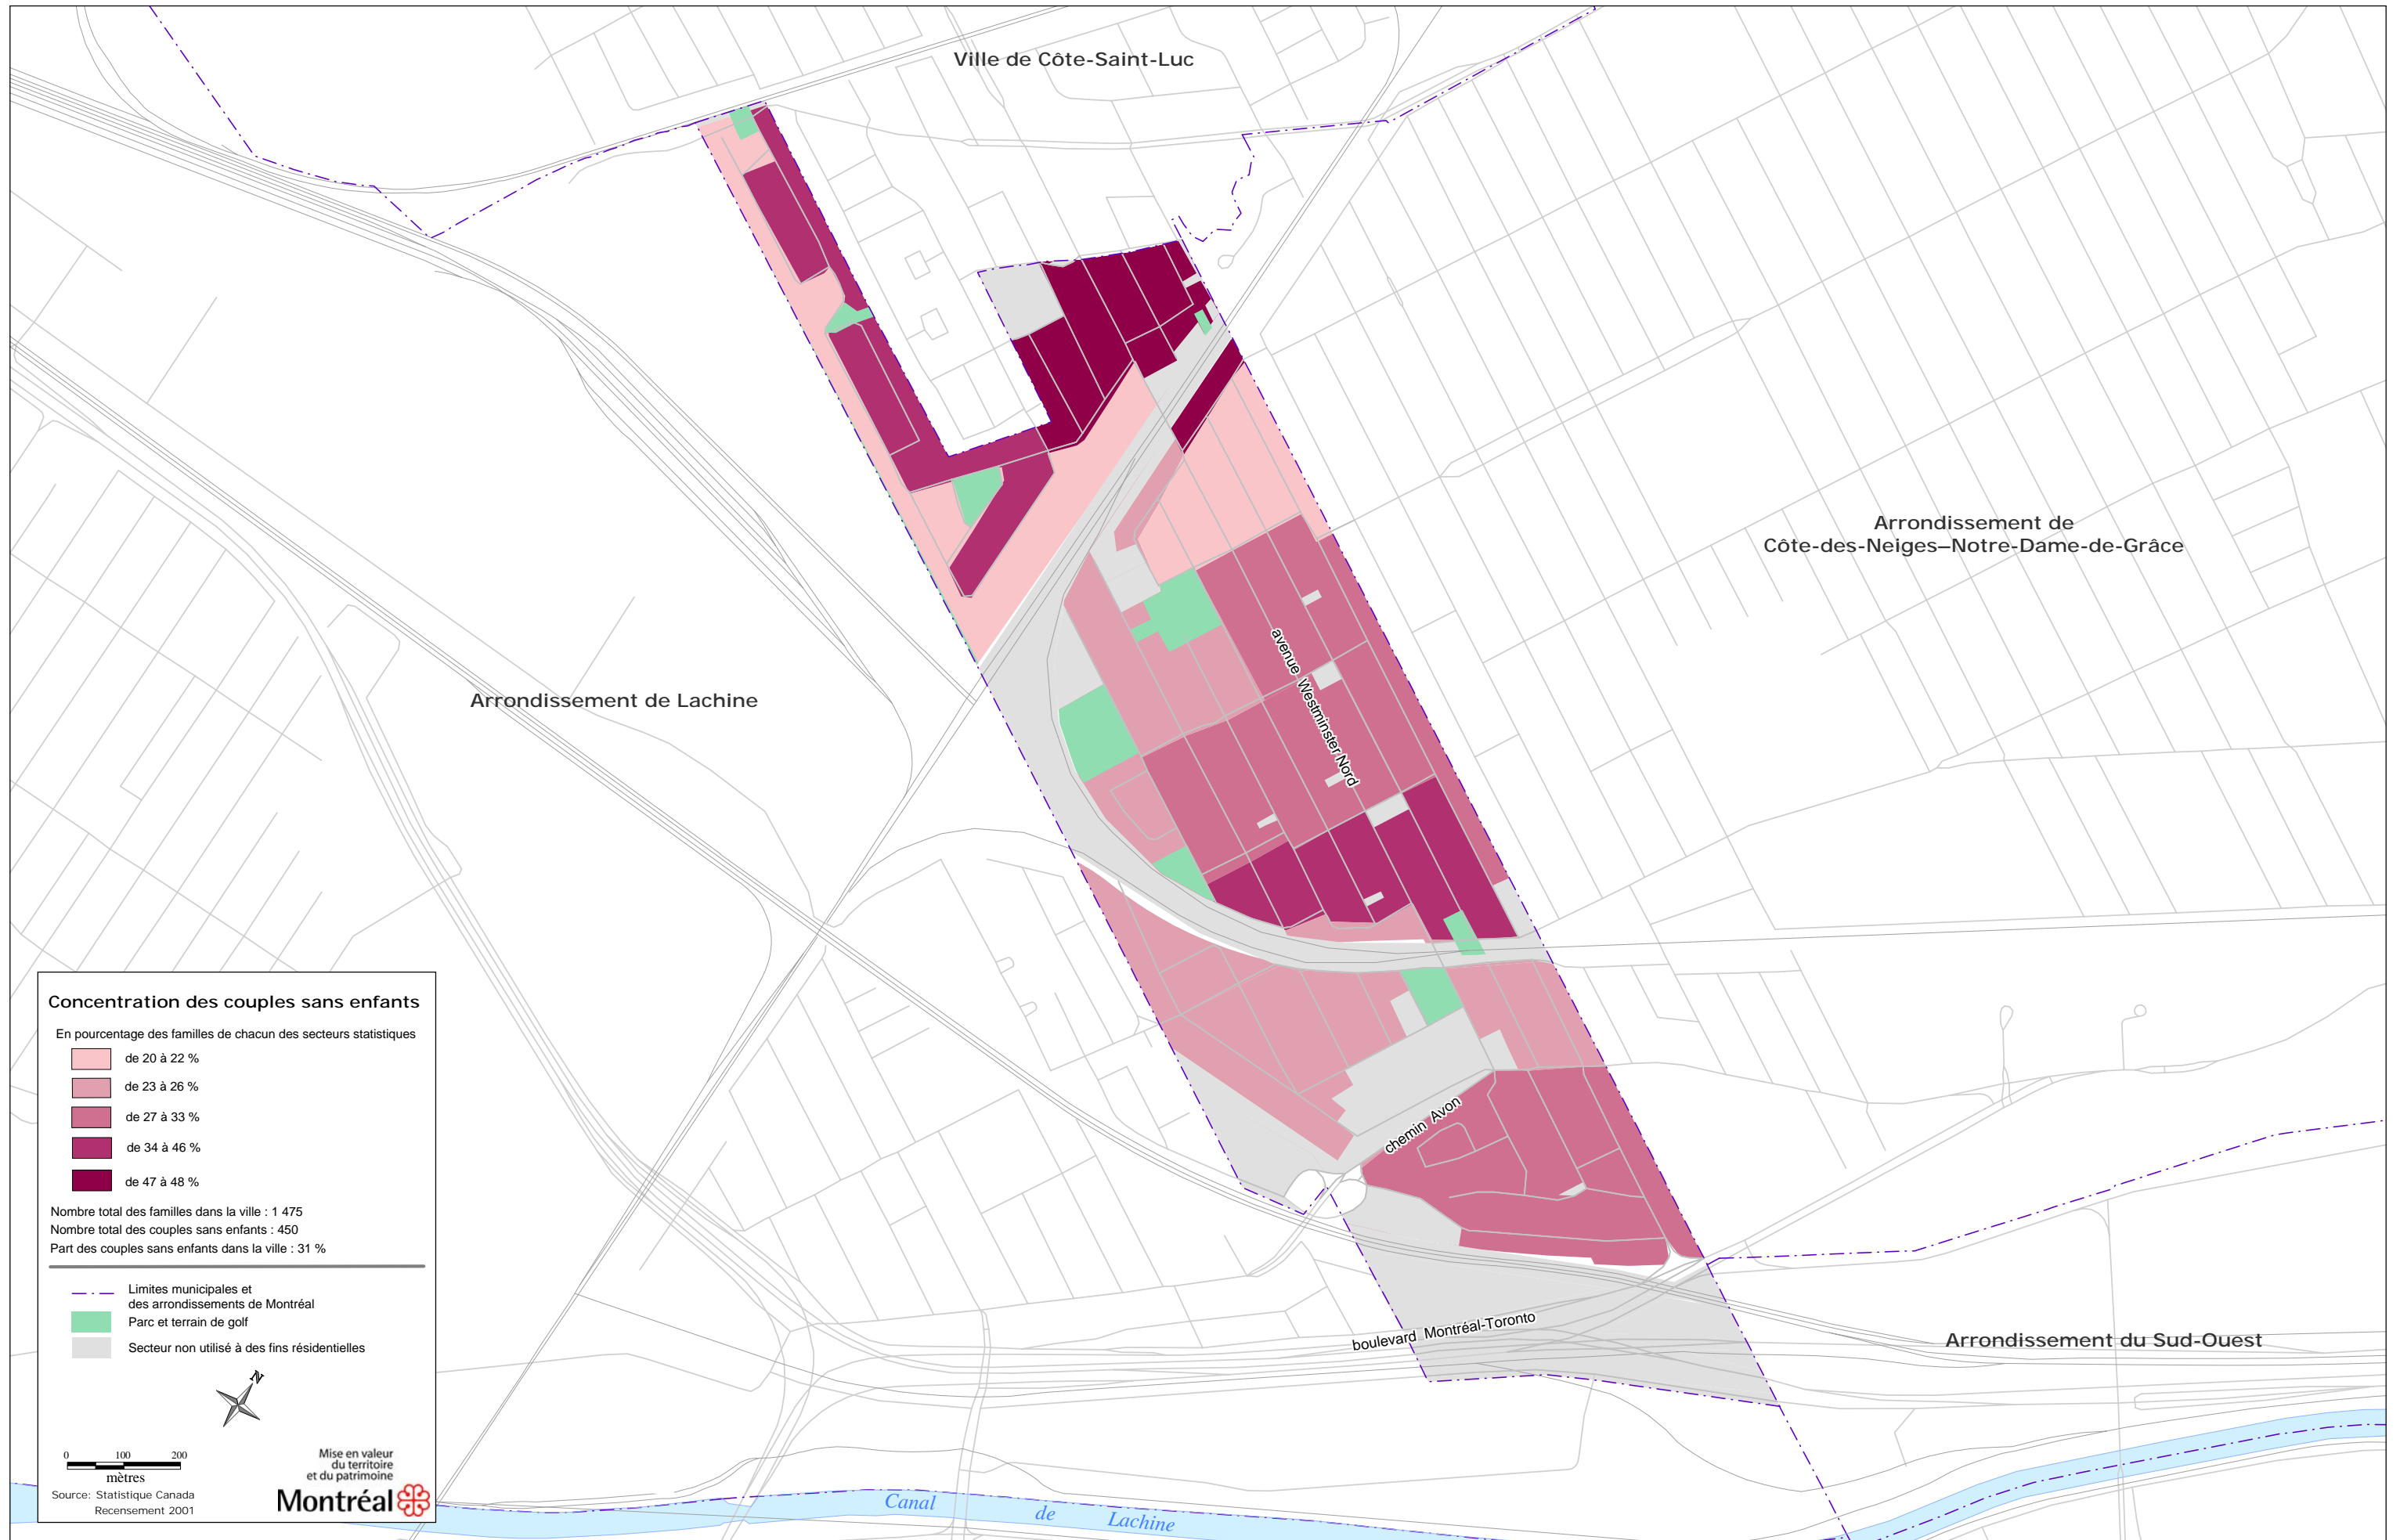 Ville de Côte-Saint-Luc
Arrondissement de
Côte-des-Neiges–Notre-Dame-de-Grâce
avenue Westminster Nord
Arrondissement de Lachine
chemin Avon
boulevard Montréal-Toronto
Arrondissement du Sud-Ouest
Canal de Lachine
Concentration des couples sans enfants
En pourcentage des familles de chacun des secteurs statistiques
de 20 à 22 %
de 23 à 26 %
de 27 à 33 %
de 34 à 46 %
de 47 à 48 %
Nombre total des familles dans la ville : 1 475
Nombre total des couples sans enfants : 450
Part des couples sans enfants dans la ville : 31 %
Limites municipales et
des arrondissements de Montréal
Parc et terrain de golf
Secteur non utilisé à des fins résidentielles
N
0 100 200
mètres
Source: Statistique Canada
Recensement 2001
Mise en valeur
du territoire
et du patrimoine
Montréal